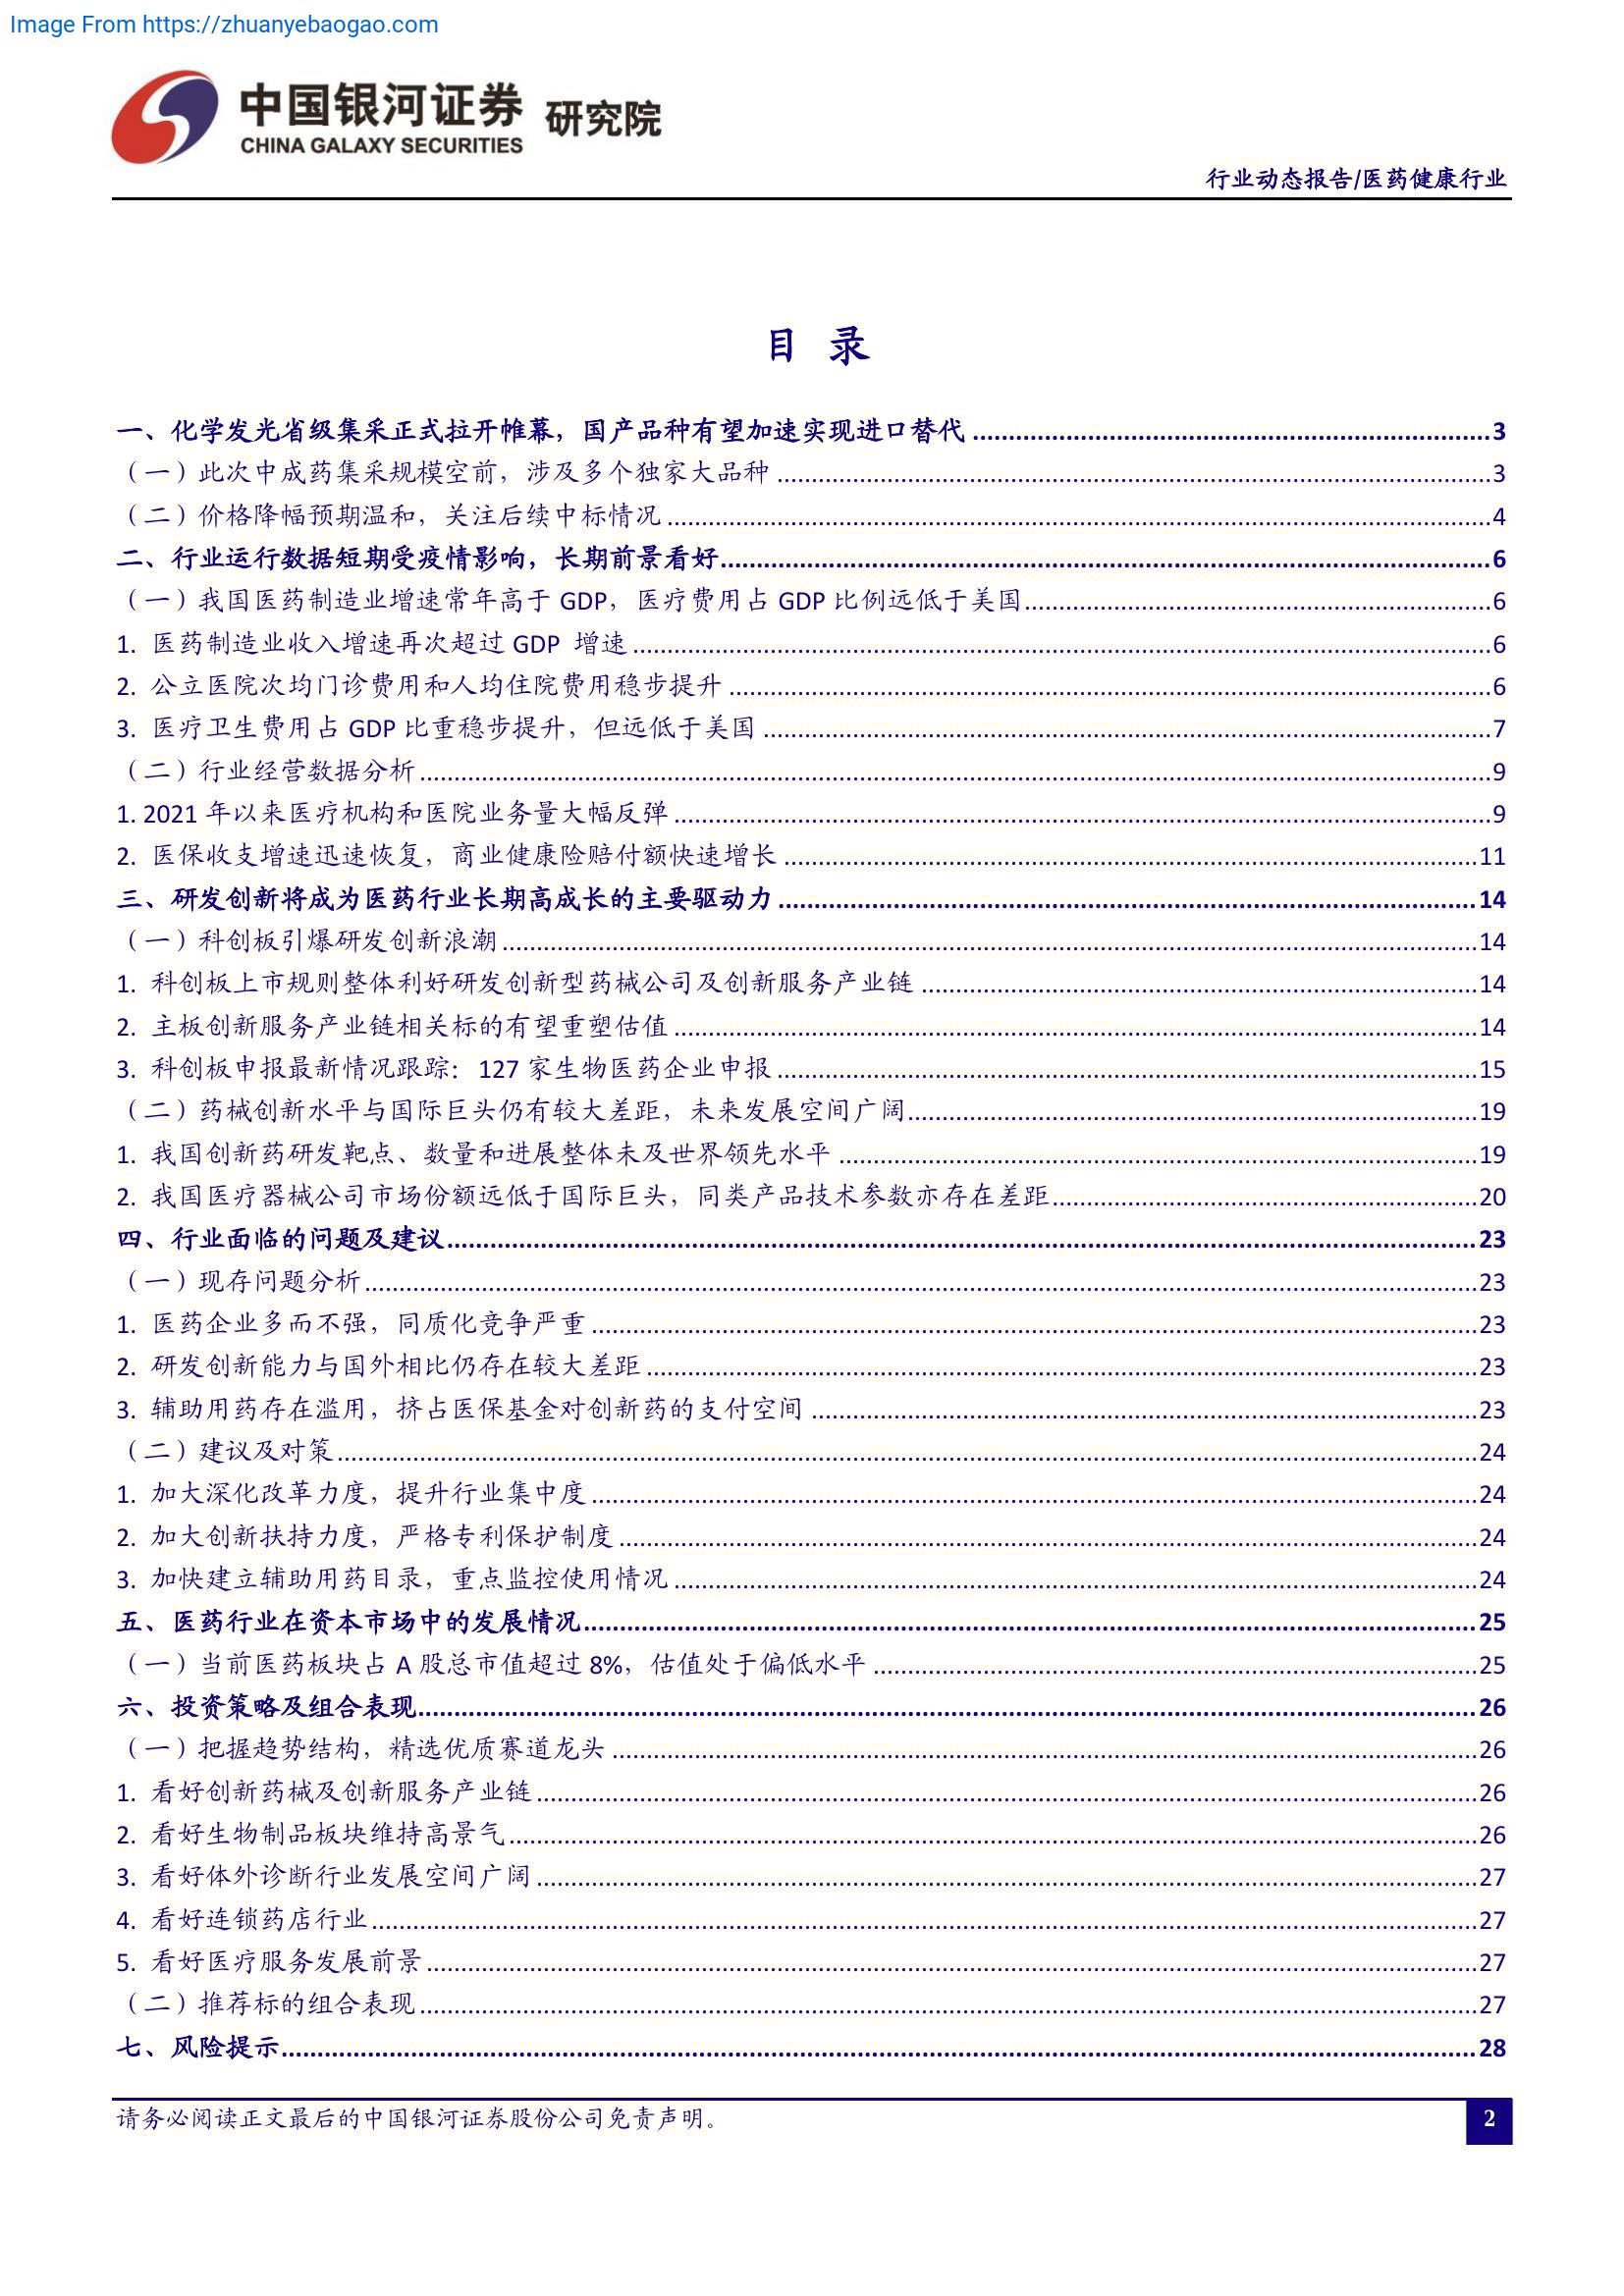 Image From https://zhuanyebaogao.com
中国银河证券 研究院
CHINA GALAXY SECURITIES
行业动态报告/医药健康行业
目 录
一、化学发光省级集采正式拉开帷幕，国产品种有望加速实现进口替代 3
（一）此次中成药集采规模空前，涉及多个独家大品种 3
（二）价格降幅预期温和，关注后续中标情况 4
二、行业运行数据短期受疫情影响，长期前景看好 6
（一）我国医药制造业增速常年高于 GDP，医疗费用占 GDP 比例远低于美国 6
1. 医药制造业收入增速再次超过 GDP 增速 6
2. 公立医院次均门诊费用和人均住院费用稳步提升 6
3. 医疗卫生费用占 GDP 比重稳步提升，但远低于美国 7
（二）行业经营数据分析 9
1. 2021 年以来医疗机构和医院业务量大幅反弹 9
2. 医保收支增速迅速恢复，商业健康险赔付额快速增长 11
三、研发创新将成为医药行业长期高成长的主要驱动力 14
（一）科创板引爆研发创新浪潮 14
1. 科创板上市规则整体利好研发创新型药械公司及创新服务产业链 14
2. 主板创新服务产业链相关标的有望重塑估值 14
3. 科创板申报最新情况跟踪：127 家生物医药企业申报 15
（二）药械创新水平与国际巨头仍有较大差距，未来发展空间广阔 19
1. 我国创新药研发靶点、数量和进展整体未及世界领先水平 19
2. 我国医疗器械公司市场份额远低于国际巨头，同类产品技术参数亦存在差距 20
四、行业面临的问题及建议 23
（一）现存问题分析 23
1. 医药企业多而不强，同质化竞争严重 23
2. 研发创新能力与国外相比仍存在较大差距 23
3. 辅助用药存在滥用，挤占医保基金对创新药的支付空间 23
（二）建议及对策 24
1. 加大深化改革力度，提升行业集中度 24
2. 加大创新扶持力度，严格专利保护制度 24
3. 加快建立辅助用药目录，重点监控使用情况 24
五、医药行业在资本市场中的发展情况 25
（一）当前医药板块占 A 股总市值超过 8%，估值处于偏低水平 25
六、投资策略及组合表现 26
（一）把握趋势结构，精选优质赛道龙头 26
1. 看好创新药械及创新服务产业链 26
2. 看好生物制品板块维持高景气 26
3. 看好体外诊断行业发展空间广阔 27
4. 看好连锁药店行业 27
5. 看好医疗服务发展前景 27
（二）推荐标的组合表现 27
七、风险提示 28
请务必阅读正文最后的中国银河证券股份公司免责声明。
2